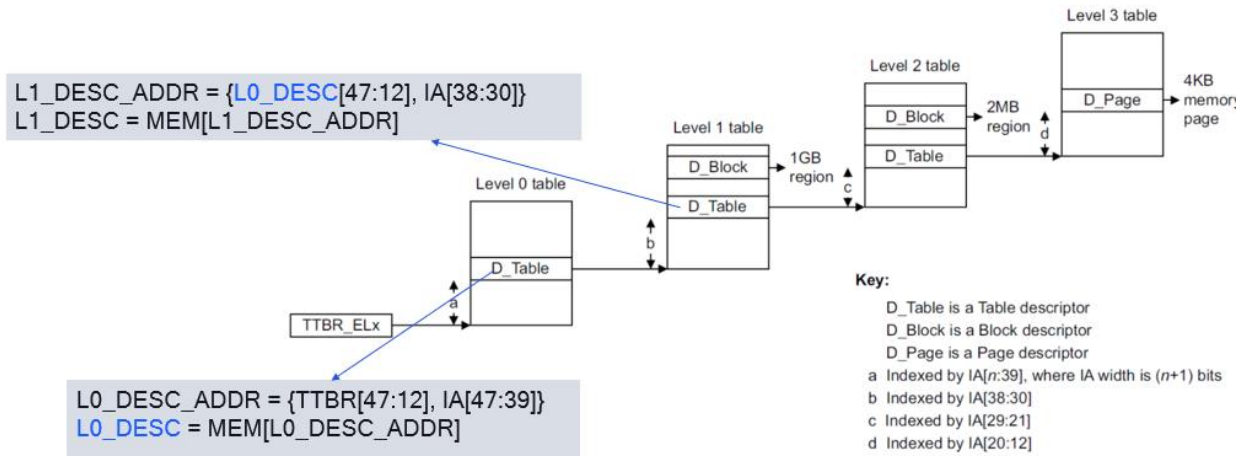 L1_DESC_ADDR = {L0_DESC[47:12], IA[38:30]}
L1_DESC = MEM[L1_DESC_ADDR]
Level 0 table
D_Table
a
TTBR_ELx
Level 1 table
D_Block
1GB
region
D_Table
b
Level 2 table
D_Block
2MB
region
D_Table
c
Level 3 table
D_Page
4KB
memory
page
d
L0_DESC_ADDR = {TTBR[47:12], IA[47:39]}
L0_DESC = MEM[L0_DESC_ADDR]
Key:
D_Table is a Table descriptor
D_Block is a Block descriptor
D_Page is a Page descriptor
a Indexed by IA[n:39], where IA width is (n+1) bits
b Indexed by IA[38:30]
c Indexed by IA[29:21]
d Indexed by IA[20:12]